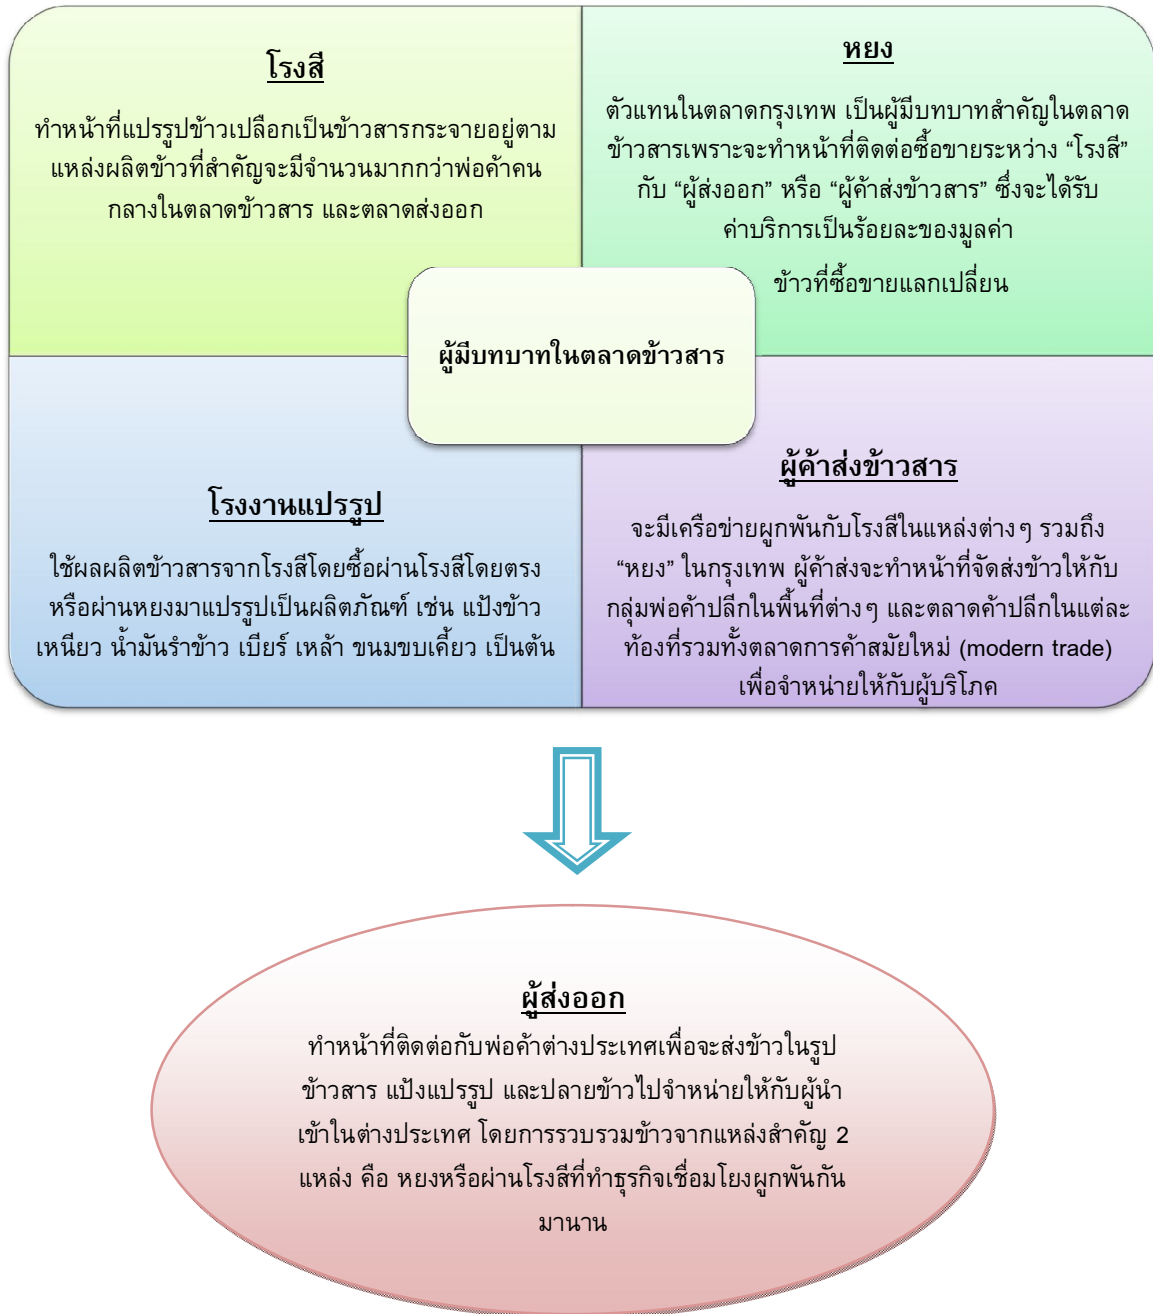 โรงสี
ทำหน้าที่แปรรูปข้าวเปลือกเป็นข้าวสารกระจายอยู่ตาม
แหล่งผลิตข้าวที่สำคัญจะมีจำนวนมากกว่าพ่อค้าคน
กลางในตลาดข้าวสาร และตลาดส่งออก
หยง
ตัวแทนในตลาดกรุงเทพ เป็นผู้มีบทบาทสำคัญในตลาด
ข้าวสารเพราะจะทำหน้าที่ติดต่อซื้อขายระหว่าง “โรงสี”
กับ “ผู้ส่งออก” หรือ “ผู้ค้าส่งข้าวสาร” ซึ่งจะได้รับ
ค่าบริการเป็นร้อยละของมูลค่า
ข้าวที่ซื้อขายแลกเปลี่ยน
ผู้มีบทบาทในตลาดข้าวสาร
โรงงานแปรรูป
ใช้ผลผลิตข้าวสารจากโรงสีโดยซื้อผ่านโรงสีโดยตรง
หรือผ่านหยงมาแปรรูปเป็นผลิตภัณฑ์ เช่น แป้งข้าว
เหนียว น้ำมันรำข้าว เบียร์ เหล้า ขนมขบเคี้ยว เป็นต้น
ผู้ค้าส่งข้าวสาร
จะมีเครือข่ายผูกพันกับโรงสีในแหล่งต่างๆ รวมถึง
“หยง” ในกรุงเทพ ผู้ค้าส่งจะทำหน้าที่จัดส่งข้าวให้กับ
กลุ่มพ่อค้าปลีกในพื้นที่ต่างๆ และตลาดค้าปลีกในแต่ละ
ท้องที่รวมทั้งตลาดการค้าสมัยใหม่ (modern trade)
เพื่อจำหน่ายให้กับผู้บริโภค
ผู้ส่งออก
ทำหน้าที่ติดต่อกับพ่อค้าต่างประเทศเพื่อจะส่งข้าวในรูป
ข้าวสาร แป้งแปรรูป และปลายข้าวไปจำหน่ายให้กับผู้นำ
เข้าในต่างประเทศ โดยการรวบรวมข้าวจากแหล่งสำคัญ 2
แหล่ง คือ หยงหรือผ่านโรงสีที่ทำธุรกิจเชื่อมโยงผูกพันกัน
มานาน